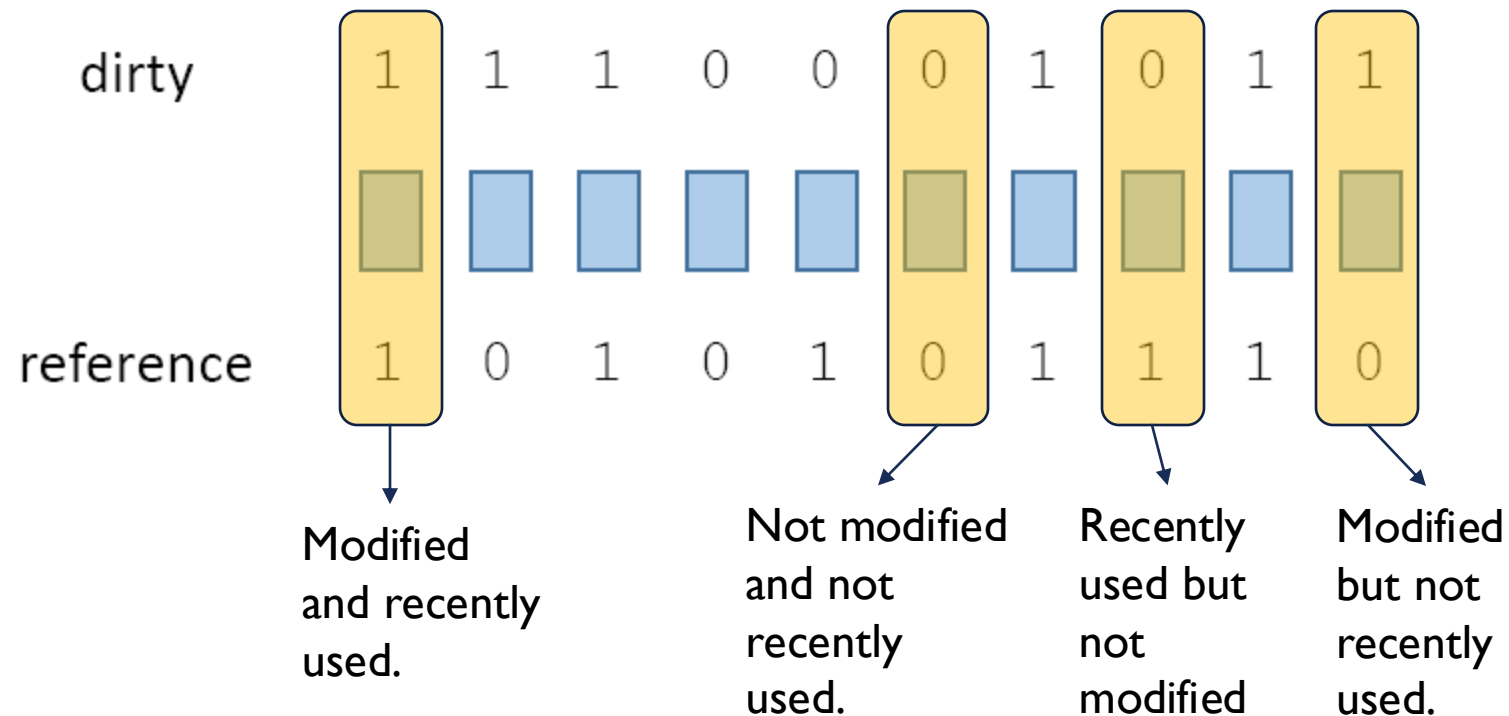 dirty 1 1 1 0 0 0 1 0 1 1
reference 1 0 1 0 1 0 1 1 1 0
Modified
and recently
used.
Not modified
and not
recently
used.
Recently
used but
not
modified
Modified
but not
recently
used.